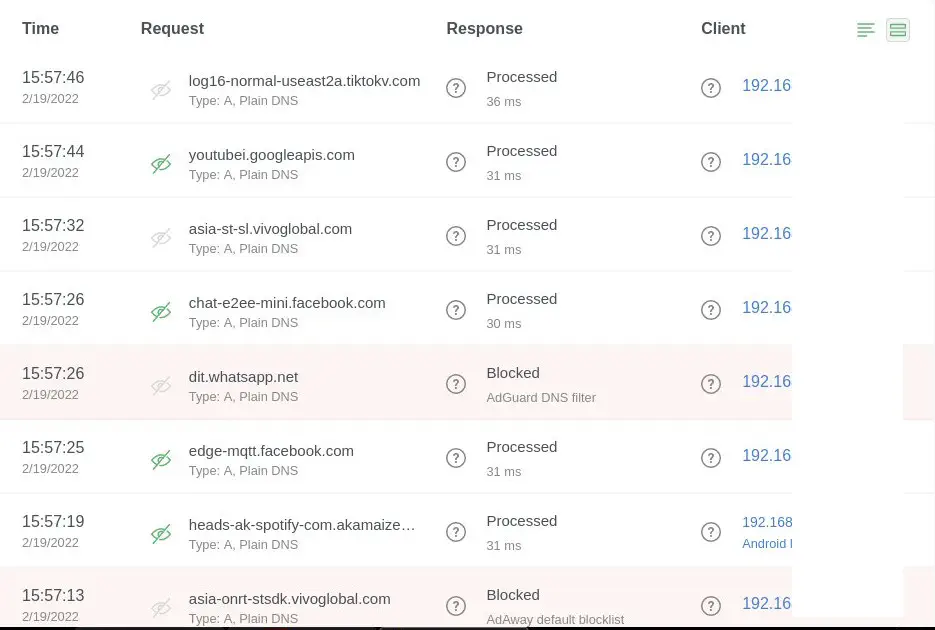 Time Request Response Client
15:57:46 log16-normal-useast2a.tiktokv.com Processed 192.16
2/19/2022 Type: A, Plain DNS 36 ms
15:57:44 youtubei.googleapis.com Processed 192.16
2/19/2022 Type: A, Plain DNS 31 ms
15:57:32 asia-st-sl.vivoglobal.com Processed 192.16
2/19/2022 Type: A, Plain DNS 31 ms
15:57:26 chat-e2ee-mini.facebook.com Processed 192.16
2/19/2022 Type: A, Plain DNS 30 ms
15:57:26 dit.whatsapp.net Blocked 192.16
2/19/2022 Type: A, Plain DNS AdGuard DNS filter
15:57:25 edge-mqtt.facebook.com Processed 192.16
2/19/2022 Type: A, Plain DNS 31 ms
15:57:19 heads-ak-spotify-com.akamaize… Processed 192.168
2/19/2022 Type: A, Plain DNS 31 ms Android
15:57:13 asia-onrt-stsdk.vivoglobal.com Blocked 192.16
2/19/2022 Type: A, Plain DNS AdAway default blocklist